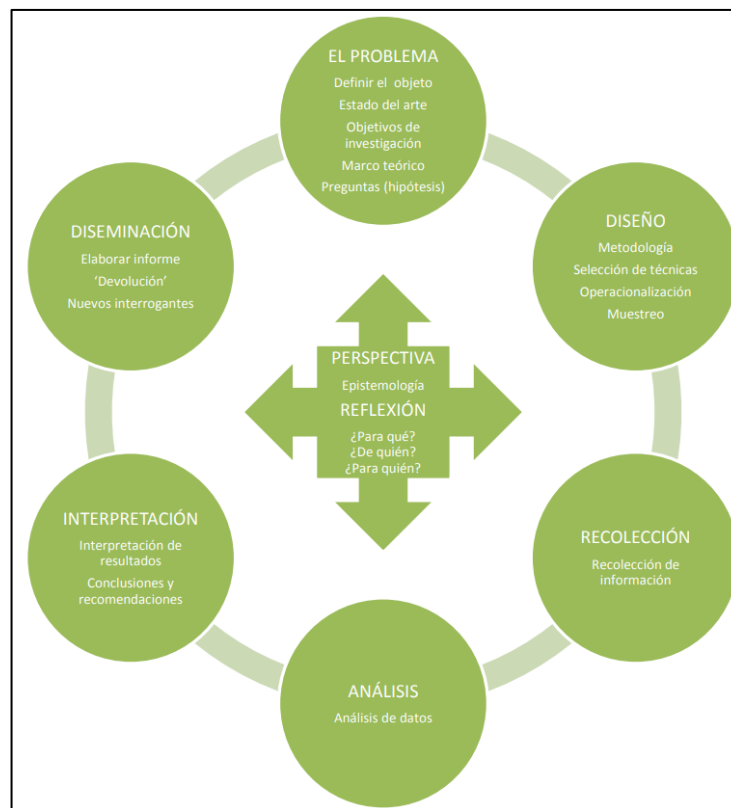 EL PROBLEMA
Definir el objeto
Estado del arte
Objetivos de
investigación
Marco teórico
Preguntas (hipótesis)
DISEÑO
Metodología
Selección de técnicas
Operacionalización
Muestreo
RECOLECCIÓN
Recolección de
información
ANÁLISIS
Análisis de datos
INTERPRETACIÓN
Interpretación de
resultados
Conclusiones y
recomendaciones
DISEMINACIÓN
Elaborar informe
‘Devolución’
Nuevos interrogantes
PERSPECTIVA
Epistemología
REFLEXIÓN
¿Para qué?
¿De quién?
¿Para quién?